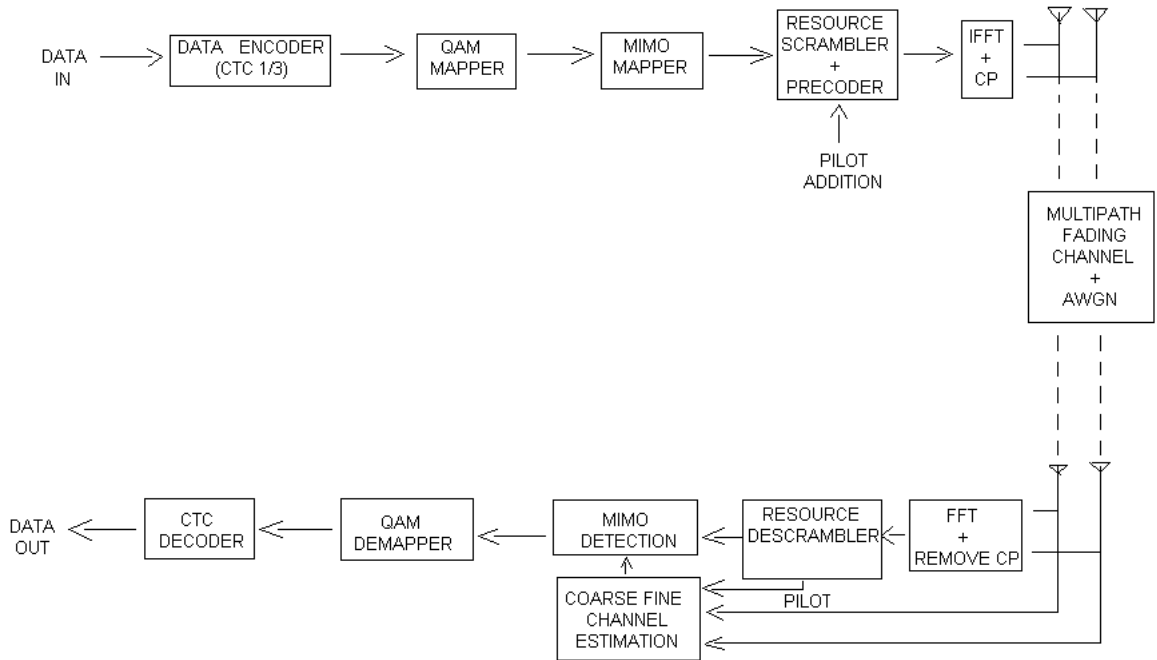 DATA
IN
DATA ENCODER
(CTC 1/3)
QAM
MAPPER
MIMO
MAPPER
RESOURCE
SCRAMBLER
+
PRECODER
IFFT
+
CP
PILOT
ADDITION
MULTIPATH
FADING
CHANNEL
+
AWGN
DATA
OUT
CTC
DECODER
QAM
DEMAPPER
MIMO
DETECTION
RESOURCE
DESCRAMBLER
FFT
+
REMOVE CP
PILOT
COARSE FINE
CHANNEL
ESTIMATION